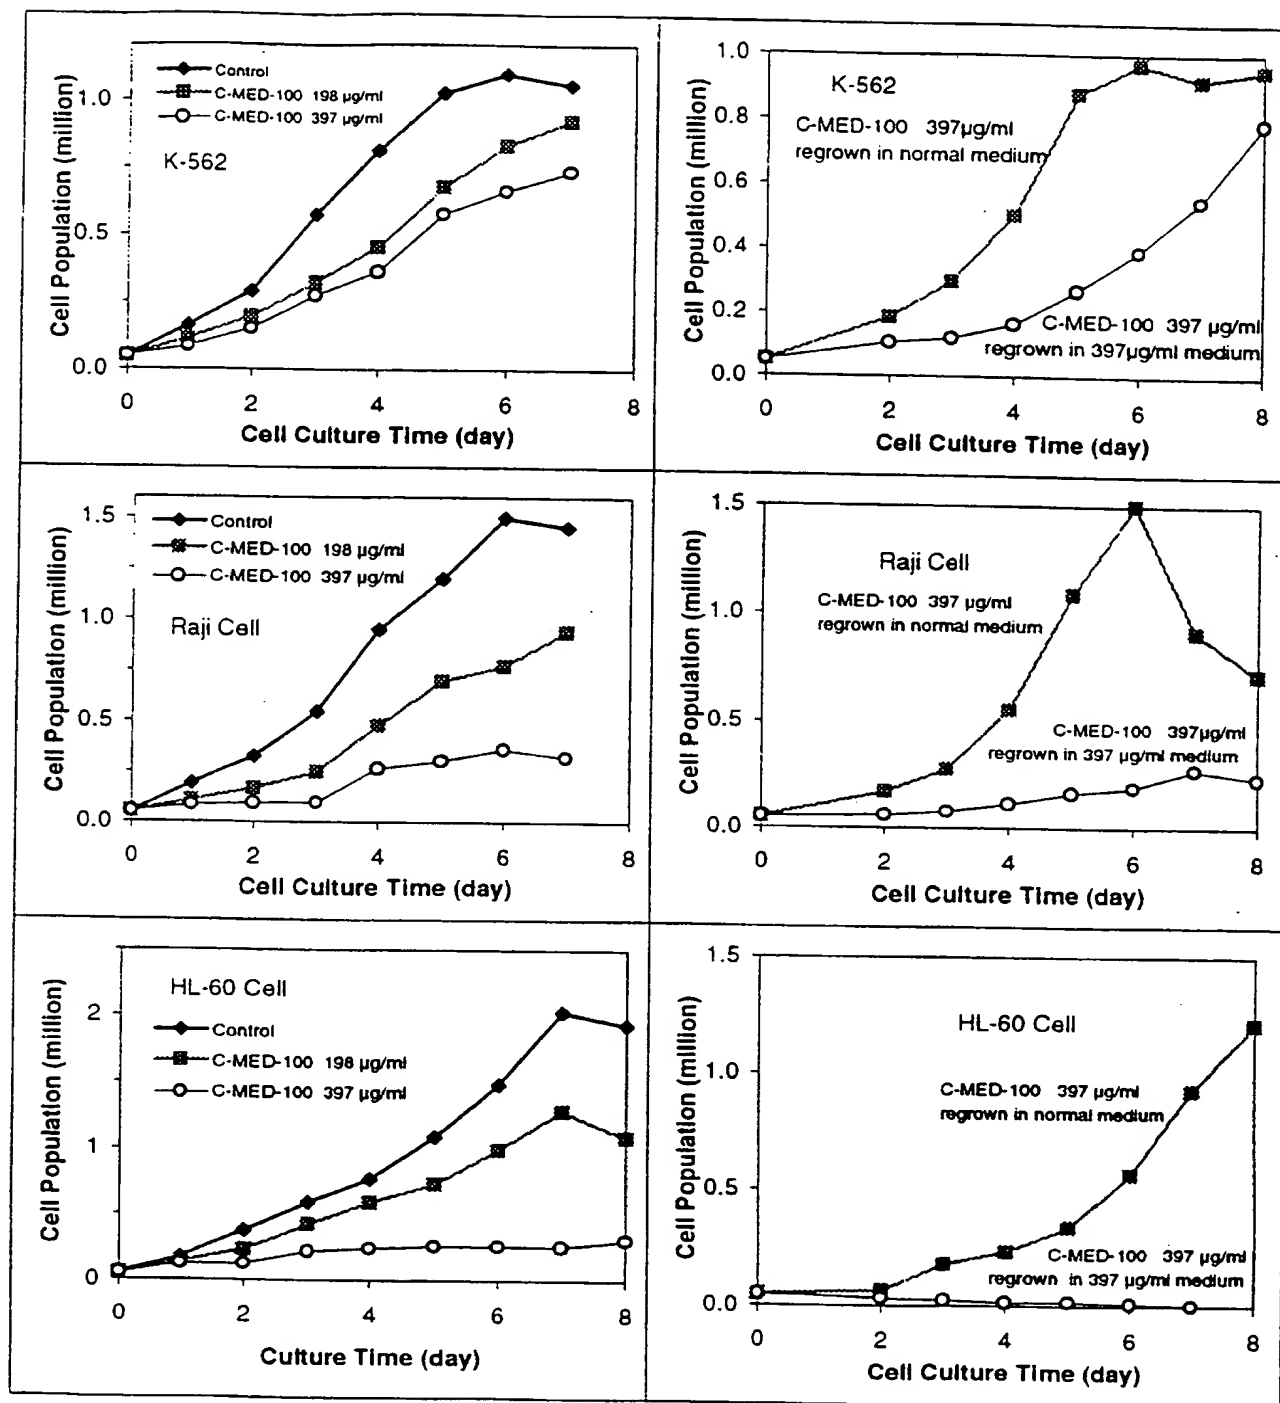 Control
C-MED-100 198 µg/ml
C-MED-100 397 µg/ml
K-562
Cell Population (million)
1.0
0.5
0.0
0 2 4 6 8
Cell Culture Time (day)
K-562
C-MED-100 397µg/ml
regrown in normal medium
C-MED-100 397 µg/ml
regrown in 397µg/ml medium
Cell Population (million)
1.0
0.8
0.6
0.4
0.2
0.0
0 2 4 6 8
Cell Culture Time (day)
Control
C-MED-100 198 µg/ml
C-MED-100 397 µg/ml
Raji Cell
Cell Population (million)
1.5
1.0
0.5
0.0
0 2 4 6 8
Cell Culture Time (day)
Raji Cell
C-MED-100 397 µg/ml
regrown in normal medium
C-MED-100 397µg/ml
regrown in 397 µg/ml medium
Cell Population (million)
1.5
1.0
0.5
0.0
0 2 4 6 8
Cell Culture Time (day)
HL-60 Cell
Control
C-MED-100 198 µg/ml
C-MED-100 397 µg/ml
Cell Population (million)
2
1
0
0 2 4 6 8
Culture Time (day)
HL-60 Cell
C-MED-100 397 µg/ml
regrown in normal medium
C-MED-100 397 µg/ml
regrown in 397 µg/ml medium
Cell Population (million)
1.5
1.0
0.5
0.0
0 2 4 6 8
Cell Culture Time (day)